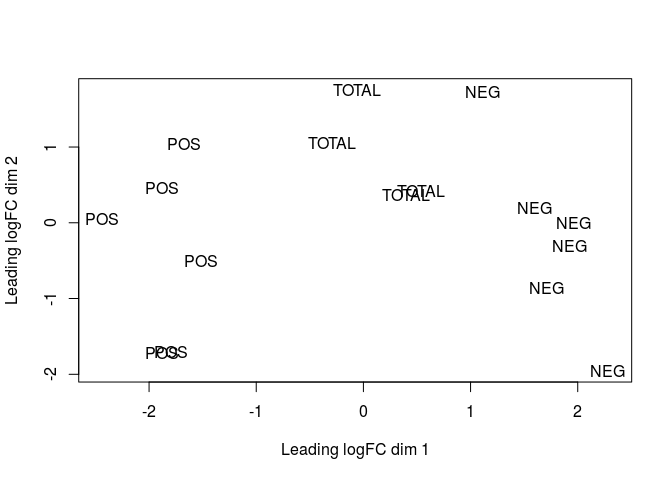 TOTAL
NEG
POS
TOTAL
POS
TOTAL
TOTAL
NEG
POS
NEG
NEG
POS
NEG
POS
POS
NEG
1
0
-1
-2
Leading logFC dim 2
-2
-1
0
1
2
Leading logFC dim 1